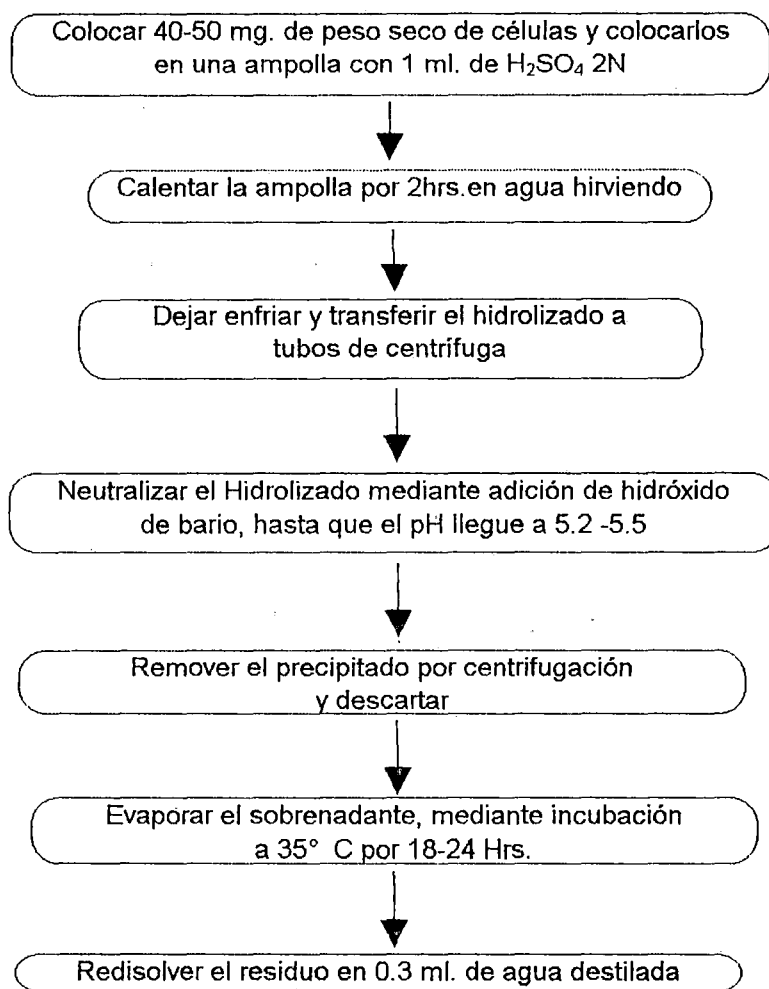 Colocar 40-50 mg. de peso seco de células y colocarlos
en una ampolla con 1 ml. de H₂SO₄ 2N
Calentar la ampolla por 2hrs.en agua hirviendo
Dejar enfriar y transferir el hidrolizado a
tubos de centrífuga
Neutralizar el Hidrolizado mediante adición de hidróxido
de bario, hasta que el pH llegue a 5.2 -5.5
Remover el precipitado por centrifugación
y descartar
Evaporar el sobrenadante, mediante incubación
a 35° C por 18-24 Hrs.
Redisolver el residuo en 0.3 ml. de agua destilada